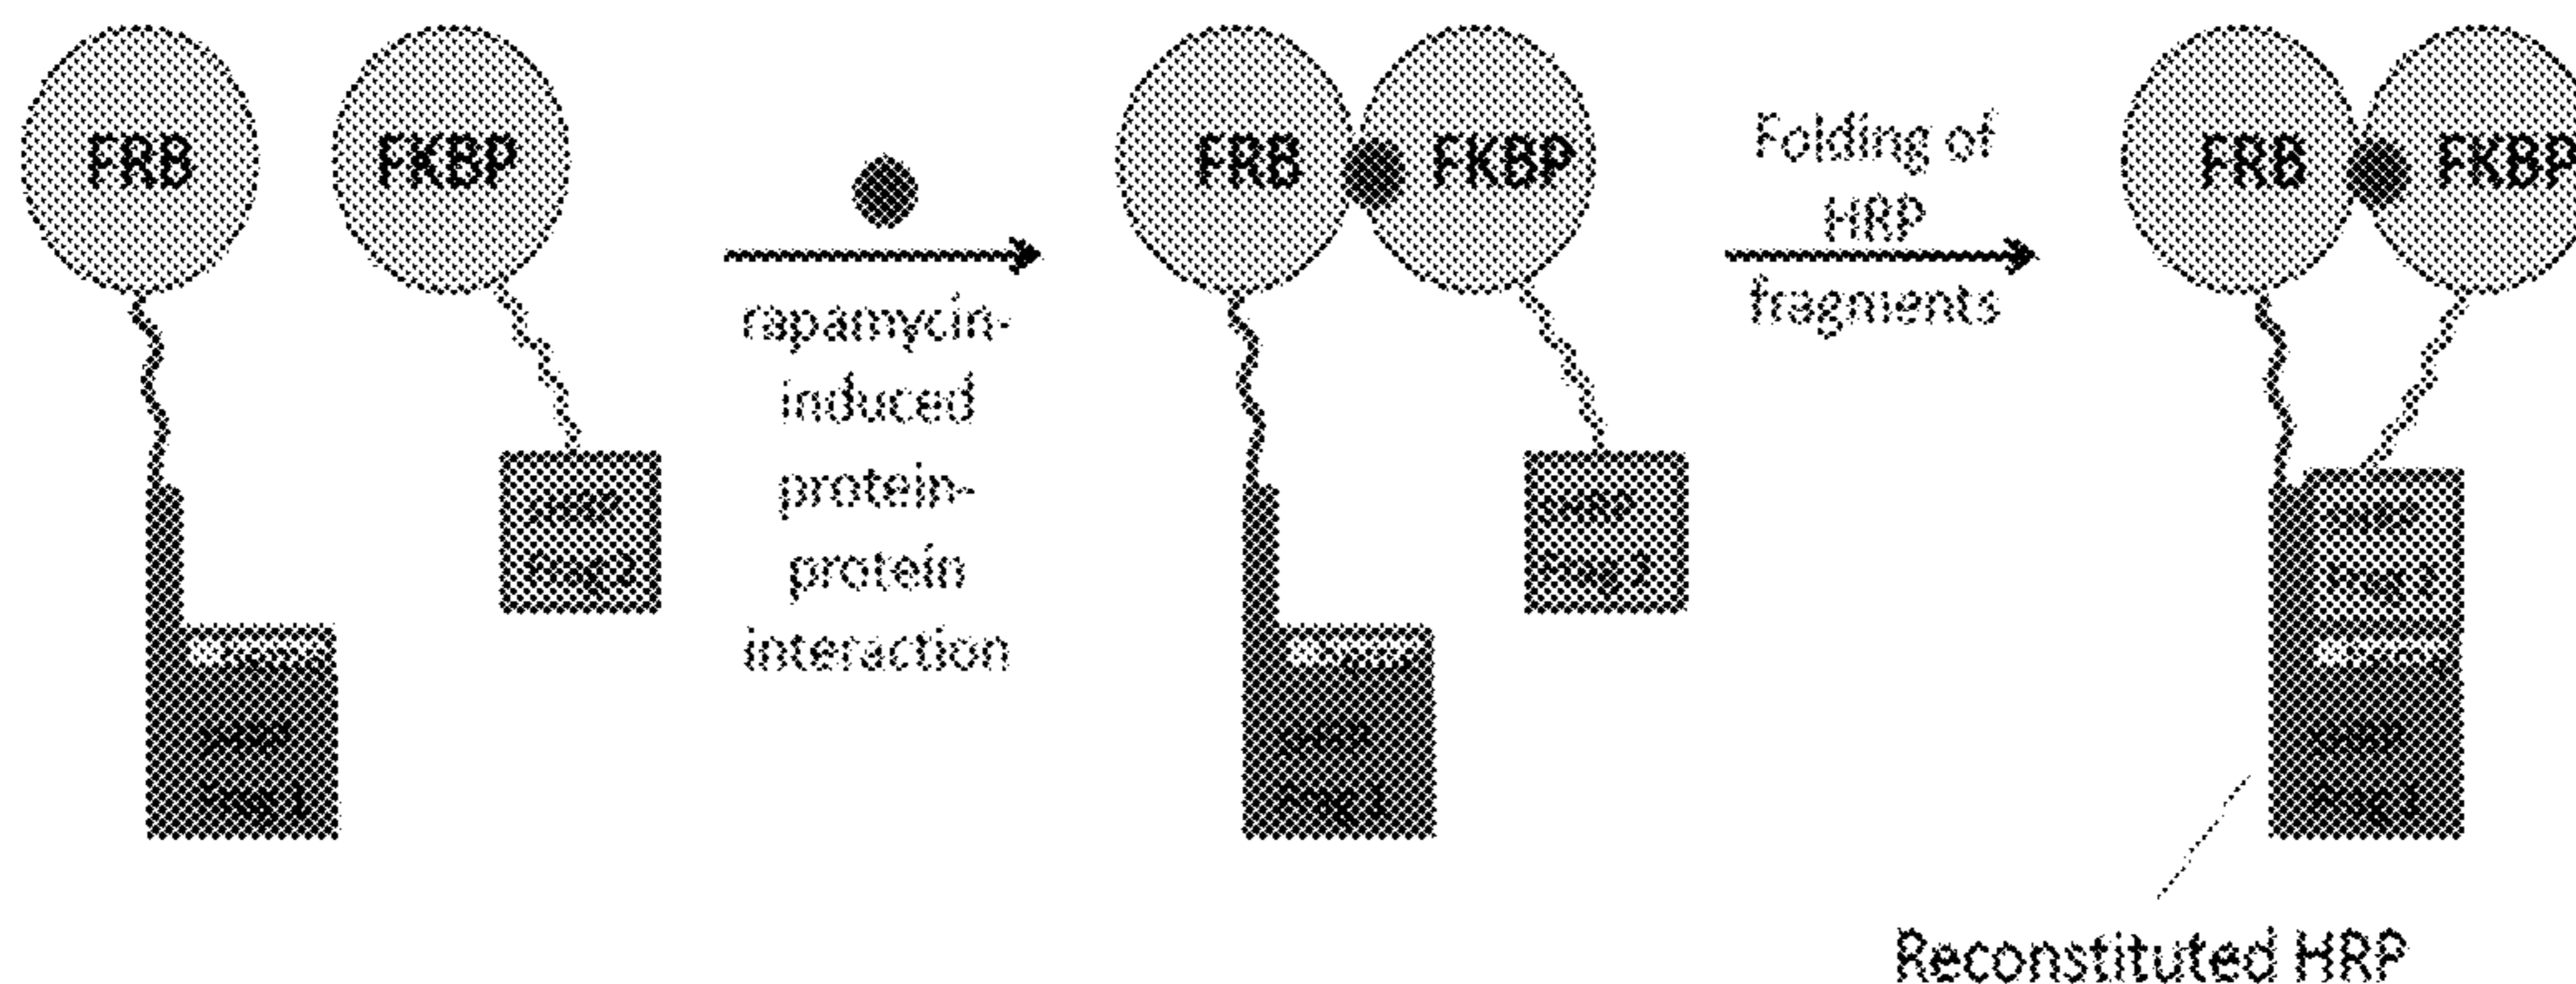 FRB
FKBP
rapamycin-
induced
protein-
protein
interaction
FRB
FKBP
Folding of
HRP
fragments
FRB
FKBP
Reconstituted HRP